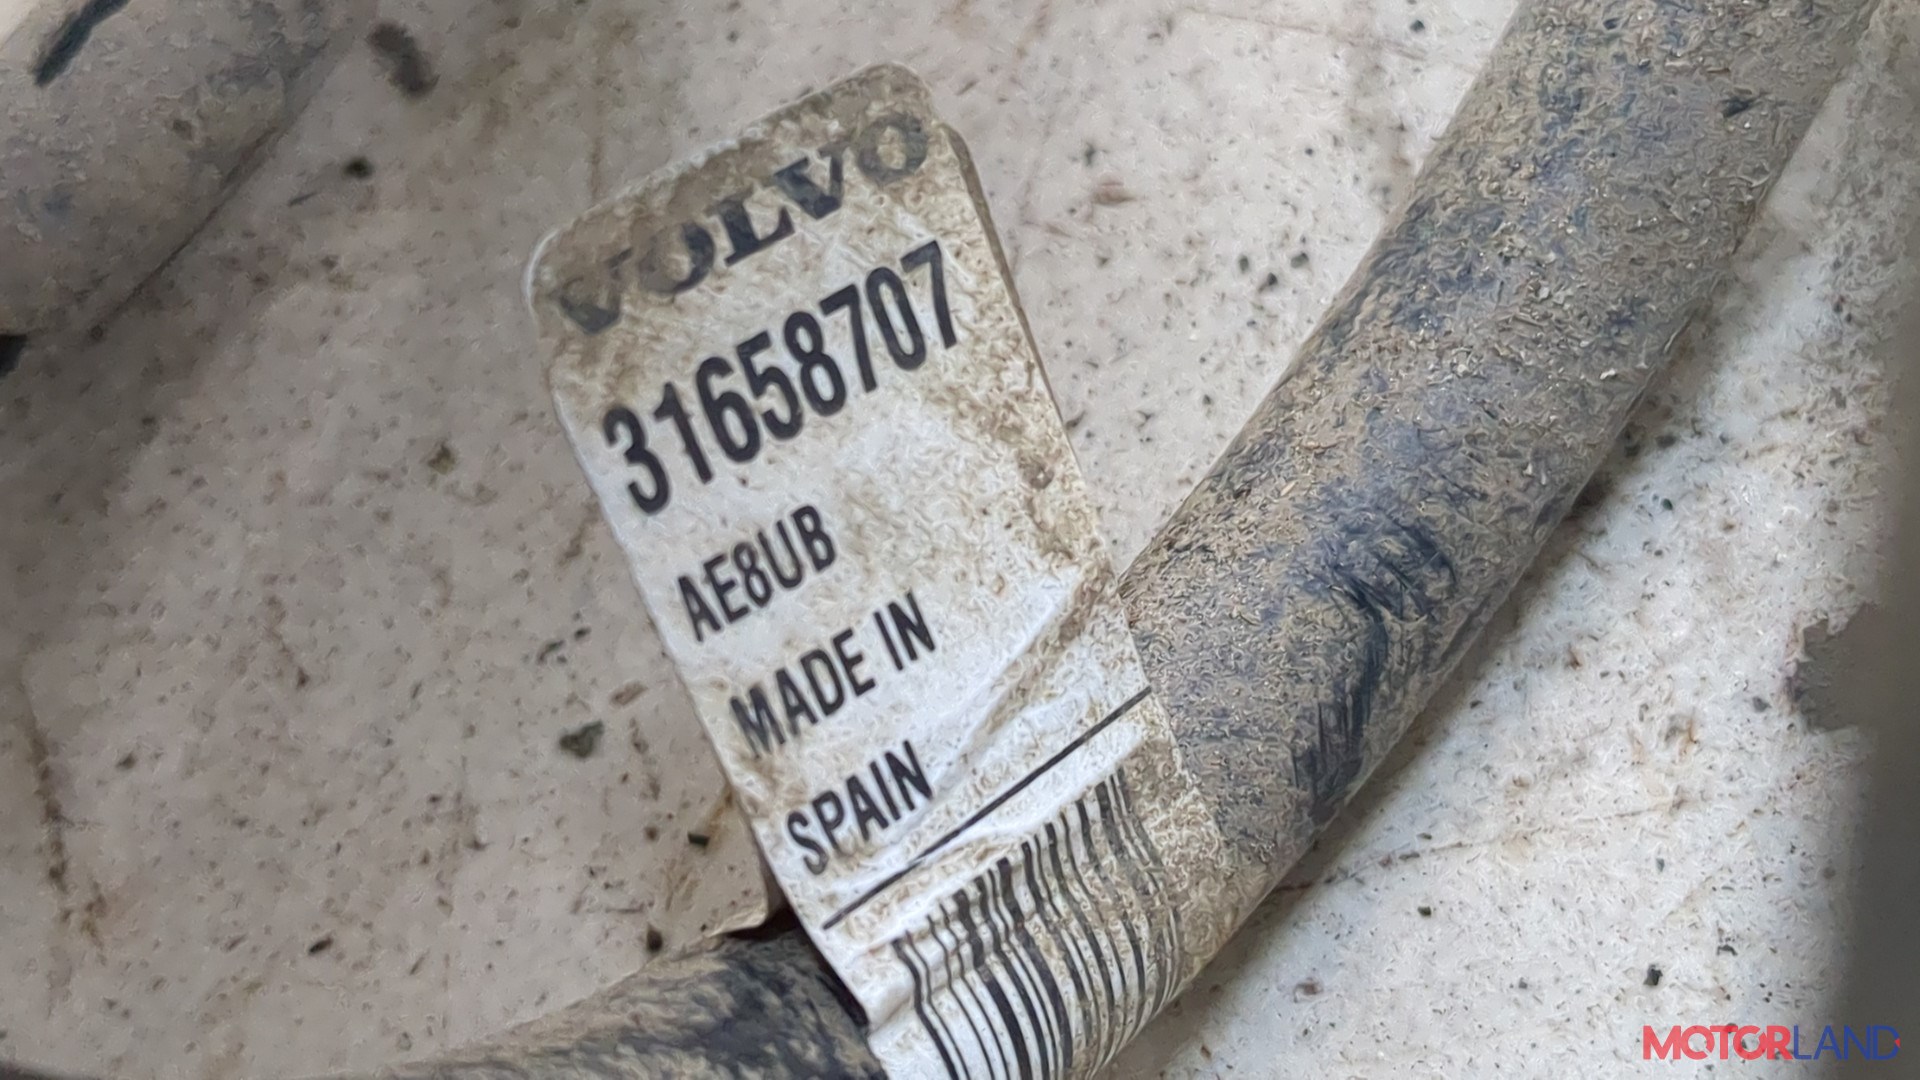 VOLVO
31658707
AE8UB
MADE IN
SPAIN
MOTORLAND